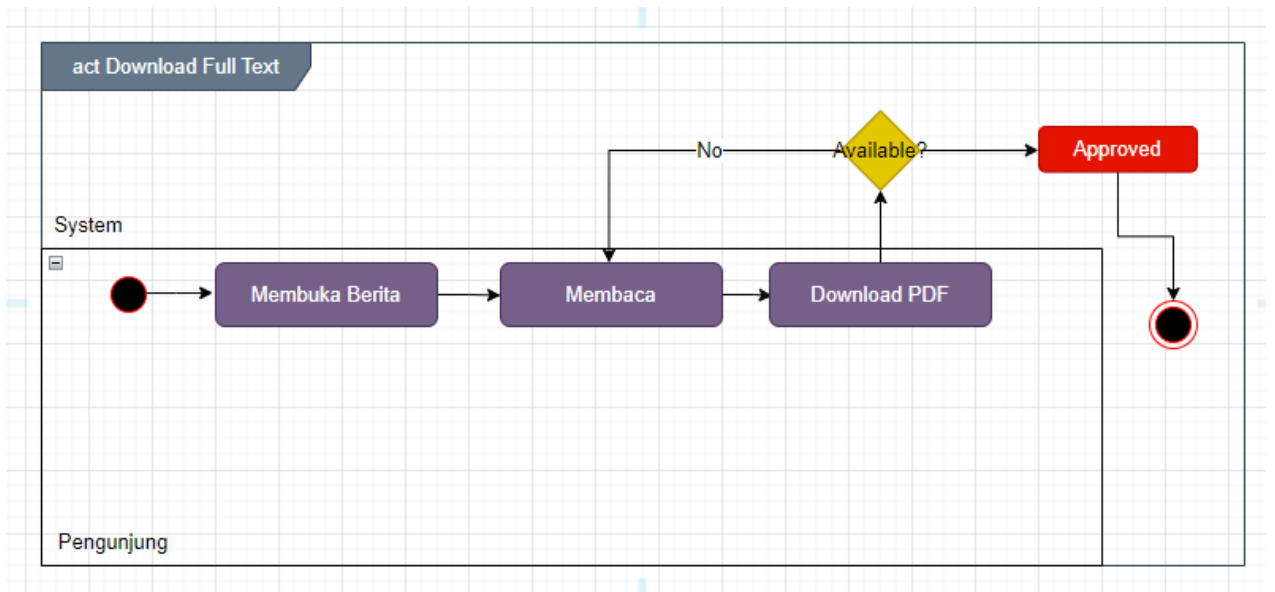 act Download Full Text
No
Available?
Approved
System
Membuka Berita
Membaca
Download PDF
Pengunjung